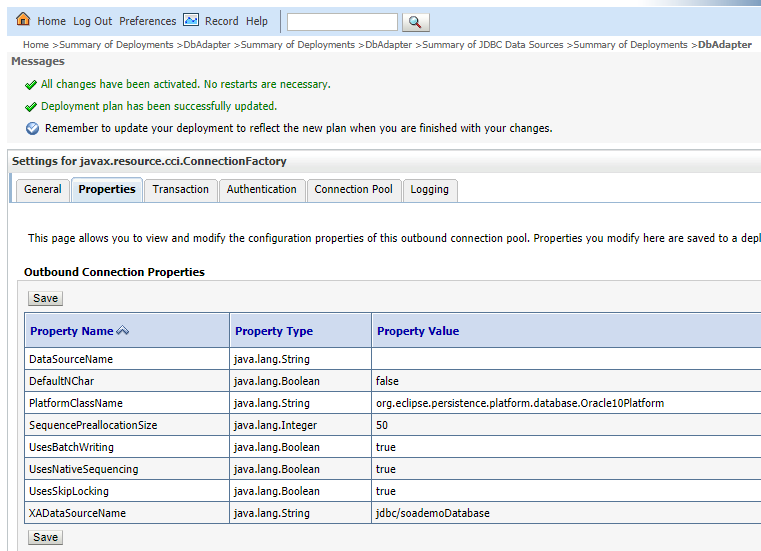 Home Log Out Preferences Record Help
Home >Summary of Deployments >DbAdapter >Summary of Deployments >DbAdapter >Summary of JDBC Data Sources >Summary of Deployments >DbAdapter
Messages
All changes have been activated. No restarts are necessary.
Deployment plan has been successfully updated.
Remember to update your deployment to reflect the new plan when you are finished with your changes.
Settings for javax.resource.cci.ConnectionFactory
General Properties Transaction Authentication Connection Pool Logging
This page allows you to view and modify the configuration properties of this outbound connection pool. Properties you modify here are saved to a depl
Outbound Connection Properties
Save
Property Name Property Type Property Value
DataSourceName java.lang.String
DefaultNChar java.lang.Boolean false
PlatformClassName java.lang.String org.eclipse.persistence.platform.database.Oracle10Platform
SequencePreallocationSize java.lang.Integer 50
UsesBatchWriting java.lang.Boolean true
UsesNativeSequencing java.lang.Boolean true
UsesSkipLocking java.lang.Boolean true
XADataSourceName java.lang.String jdbc/soademoDatabase
Save